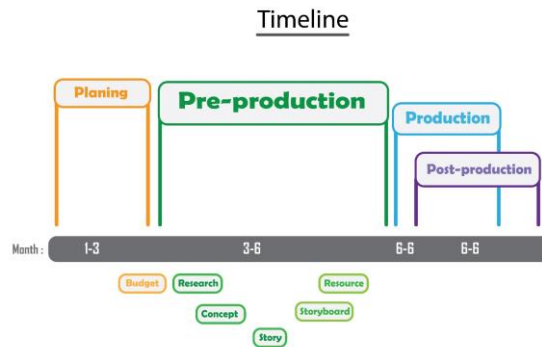 Timeline
Planing
Pre-production
Production
Post-production
Month : 1-3 3-6 6-6 6-6
Budget Research Resource
Concept Storyboard
Story